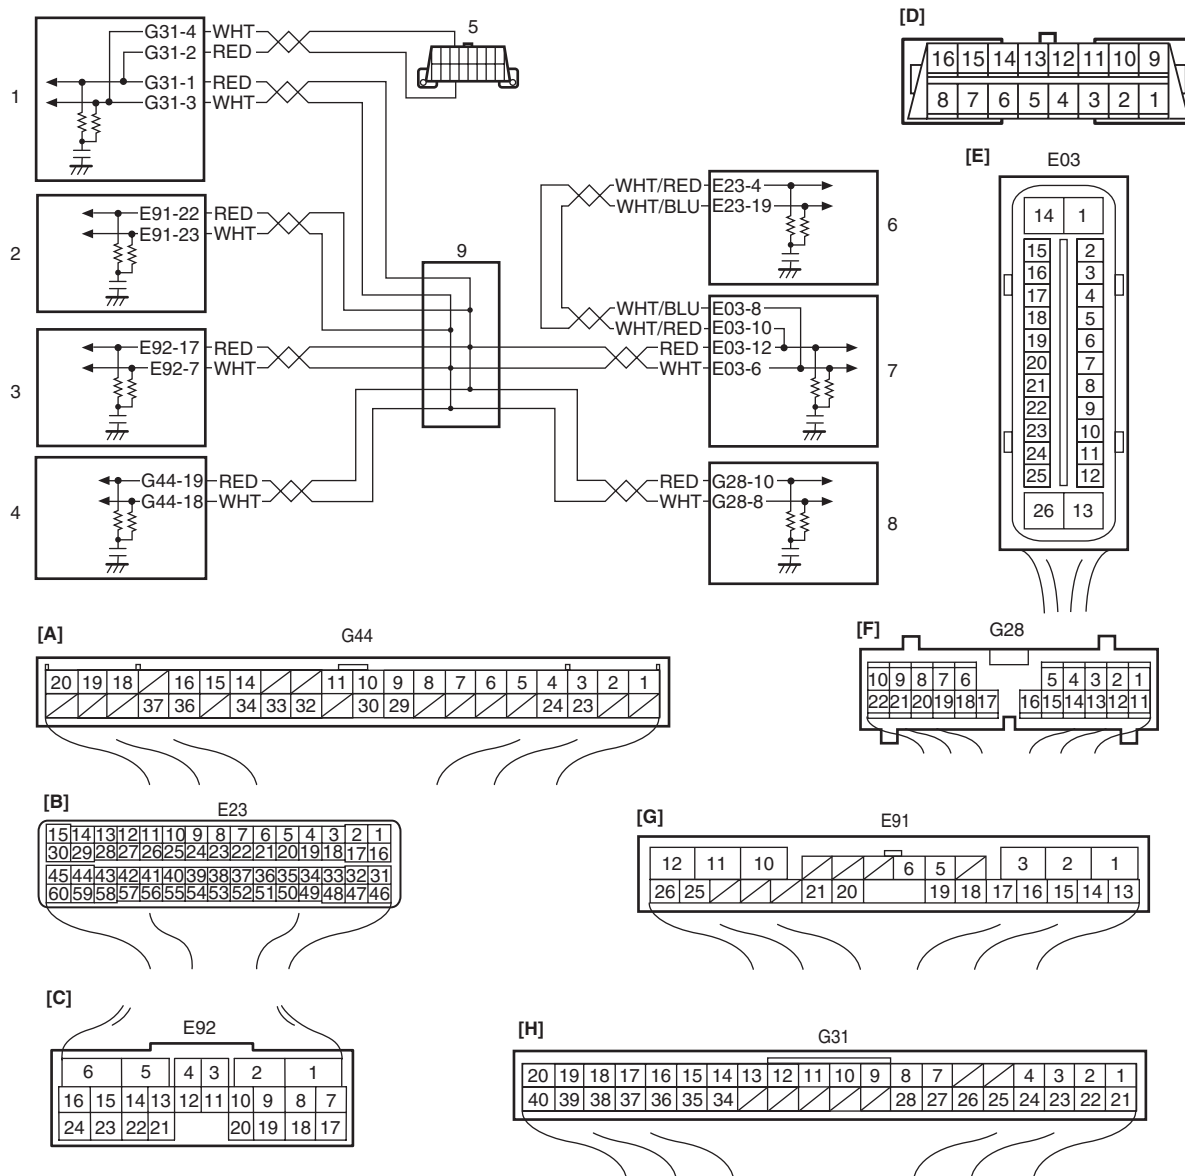 G31-4 WHT
G31-2 RED
G31-1 RED
G31-3 WHT
1
5
E91-22 RED
E91-23 WHT
2
E92-17 RED
E92-7 WHT
3
G44-19 RED
G44-18 WHT
4
9
WHT/RED E23-4
WHT/BLU E23-19
6
WHT/BLU E03-8
WHT/RED E03-10
RED E03-12
WHT E03-6
7
RED G28-10
WHT G28-8
8
[D]
16 15 14 13 12 11 10 9
8 7 6 5 4 3 2 1
[E]
E03
14 1
15 2
16 3
17 4
18 5
19 6
20 7
21 8
22 9
23 10
24 11
25 12
26 13
[A]
G44
20 19 18 16 15 14 11 10 9 8 7 6 5 4 3 2 1
37 36 34 33 32 30 29 24 23
[F]
G28
10 9 8 7 6 5 4 3 2 1
22 21 20 19 18 17 16 15 14 13 12 11
[B]
E23
15 14 13 12 11 10 9 8 7 6 5 4 3 2 1
30 29 28 27 26 25 24 23 22 21 20 19 18 17 16
45 44 43 42 41 40 39 38 37 36 35 34 33 32 31
60 59 58 57 56 55 54 53 52 51 50 49 48 47 46
[G]
E91
12 11 10 6 5 3 2 1
26 25 21 20 19 18 17 16 15 14 13
[C]
E92
6 5 4 3 2 1
16 15 14 13 12 11 10 9 8 7
24 23 22 21 20 19 18 17
[H]
G31
20 19 18 17 16 15 14 13 12 11 10 9 8 7 4 3 2 1
40 39 38 37 36 35 34 28 27 26 25 24 23 22 21